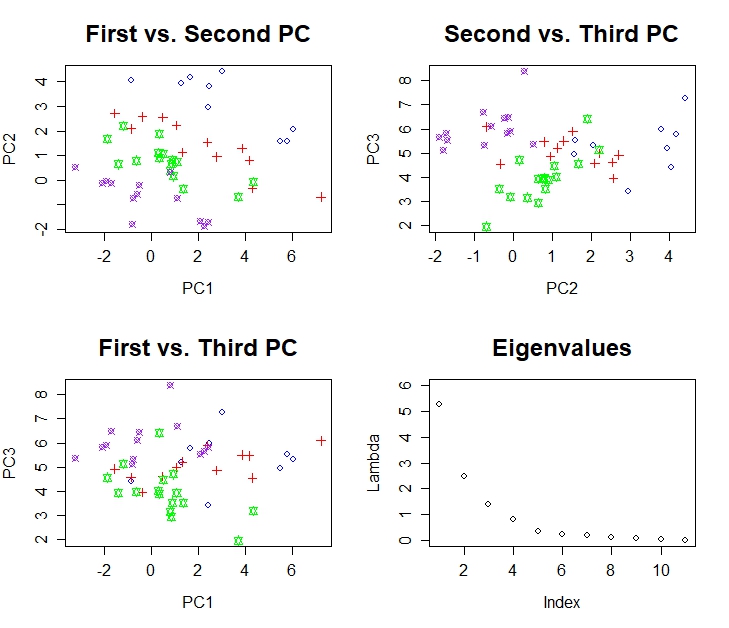 First vs. Second PC
4
3
2
1
0
-2
PC2
-2 0 2 4 6
PC1
Second vs. Third PC
8
7
6
5
4
3
2
PC3
-2 -1 0 1 2 3 4
PC2
First vs. Third PC
8
7
6
5
4
3
2
PC3
-2 0 2 4 6
PC1
Eigenvalues
6
5
4
3
2
1
0
Lambda
2 4 6 8 10
Index